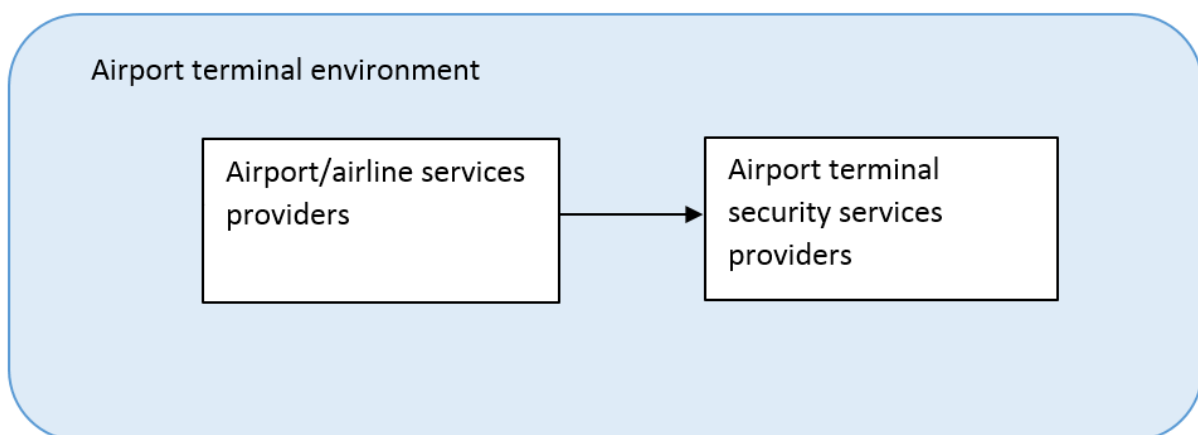 Airport terminal environment
Airport/airline services
providers
Airport terminal
security services
providers